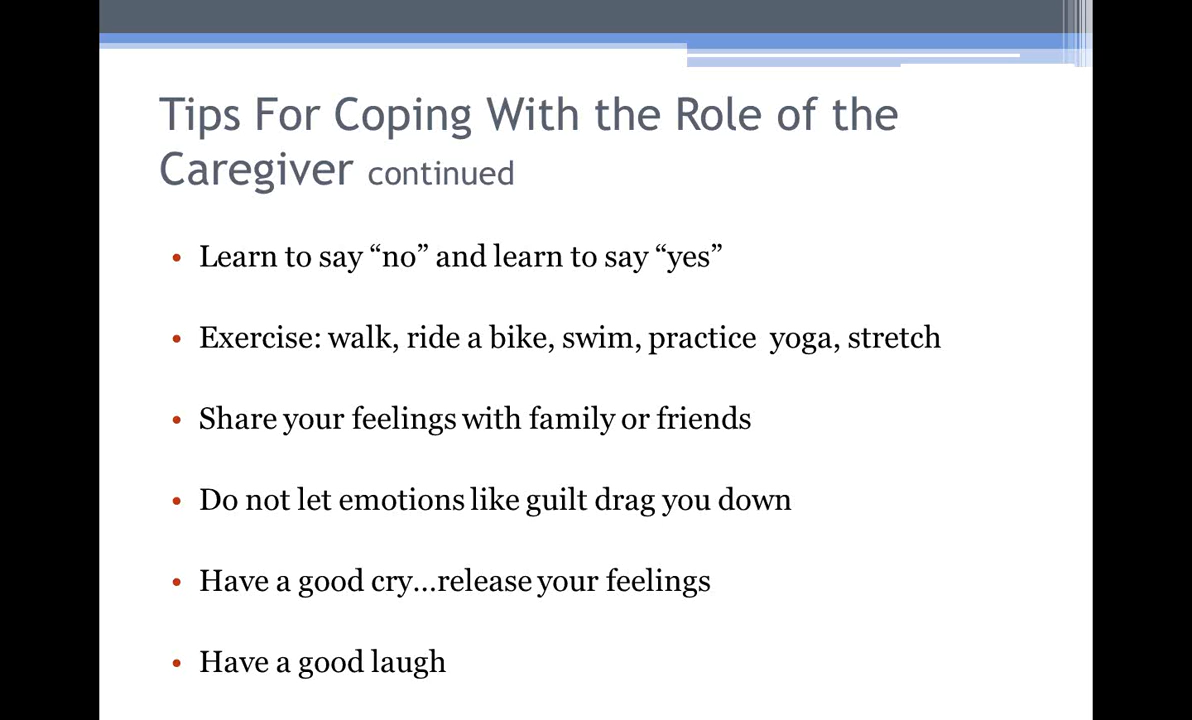 Tips For Coping With the Role of the
Caregiver continued
• Learn to say “no” and learn to say “yes”
• Exercise: walk, ride a bike, swim, practice  yoga, stretch
• Share your feelings with family or friends
• Do not let emotions like guilt drag you down
• Have a good cry…release your feelings
• Have a good laugh